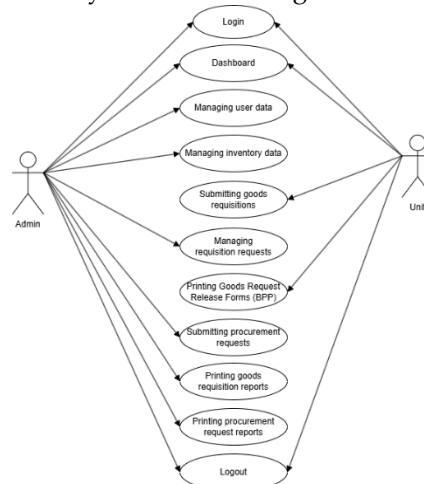 Login
Dashboard
Managing user data
Managing inventory data
Submitting goods
requisitions
Admin
Unit
Managing
requisition requests
Printing Goods Request
Release Forms (BPP)
Submitting procurement
requests
Printing goods
requisition reports
Printing procurement
request reports
Logout